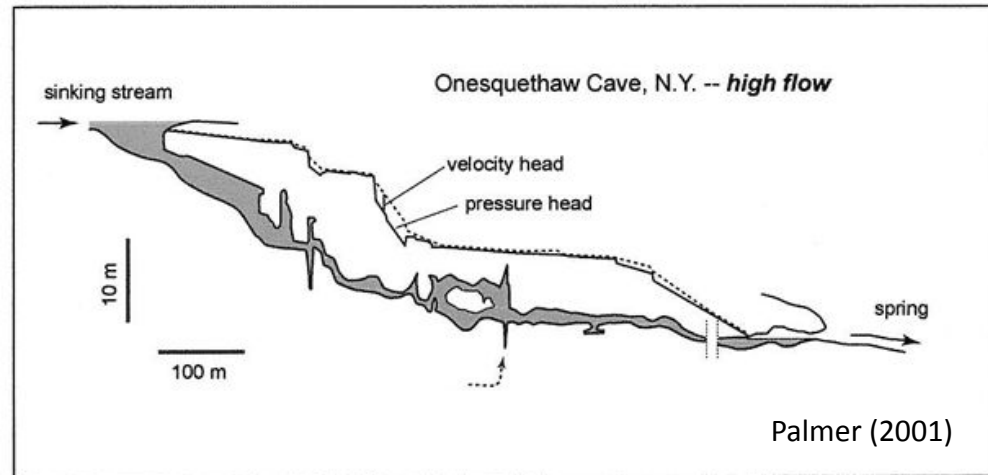 Onesquethaw Cave, N.Y. -- high flow
sinking stream
velocity head
pressure head
10 m
spring
100 m
Palmer (2001)